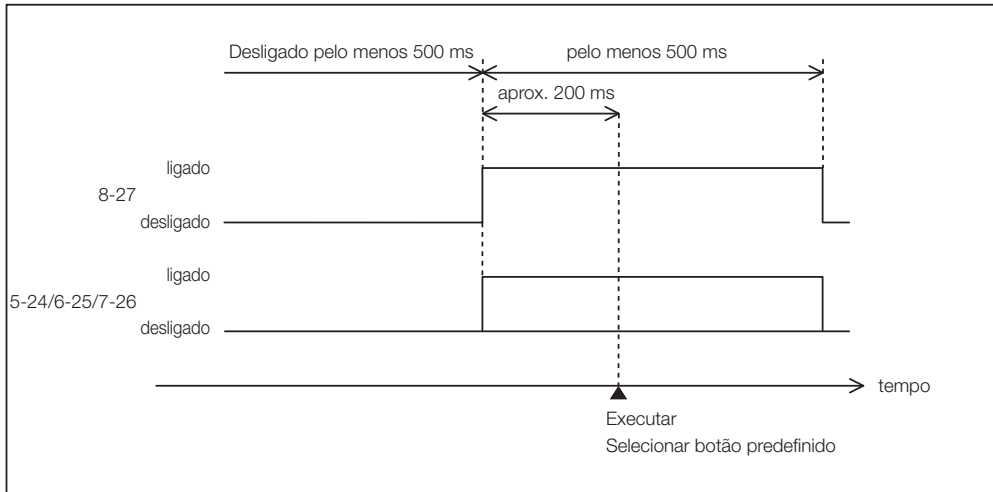 Desligado pelo menos 500 ms
pelo menos 500 ms
aprox. 200 ms
ligado
8-27
desligado
ligado
5-24/6-25/7-26
desligado
tempo
Executar
Selecionar botão predefinido